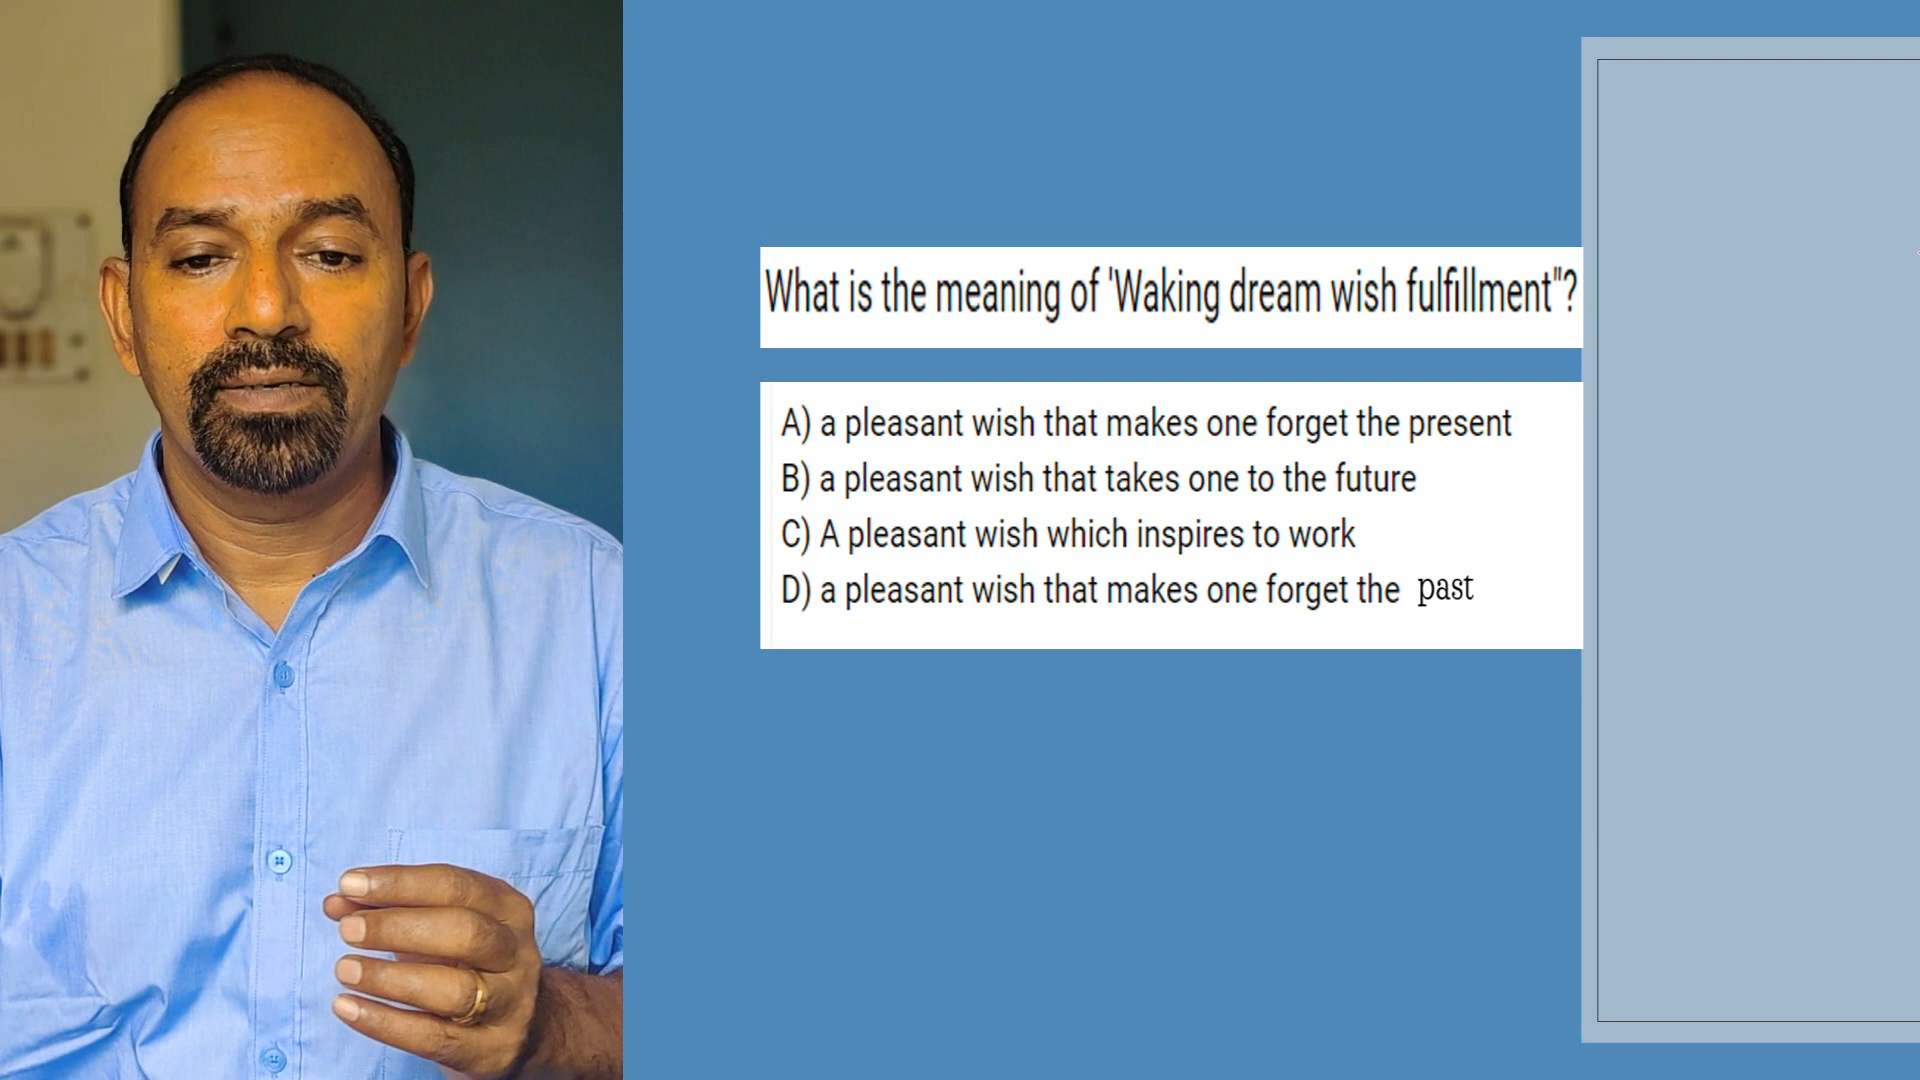 What is the meaning of 'Waking dream wish fulfillment"?
A) a pleasant wish that makes one forget the present
B) a pleasant wish that takes one to the future
C) A pleasant wish which inspires to work
D) a pleasant wish that makes one forget the past